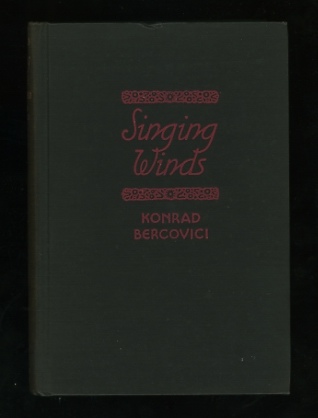 Singing
Winds
KONRAD
BERCOVICI